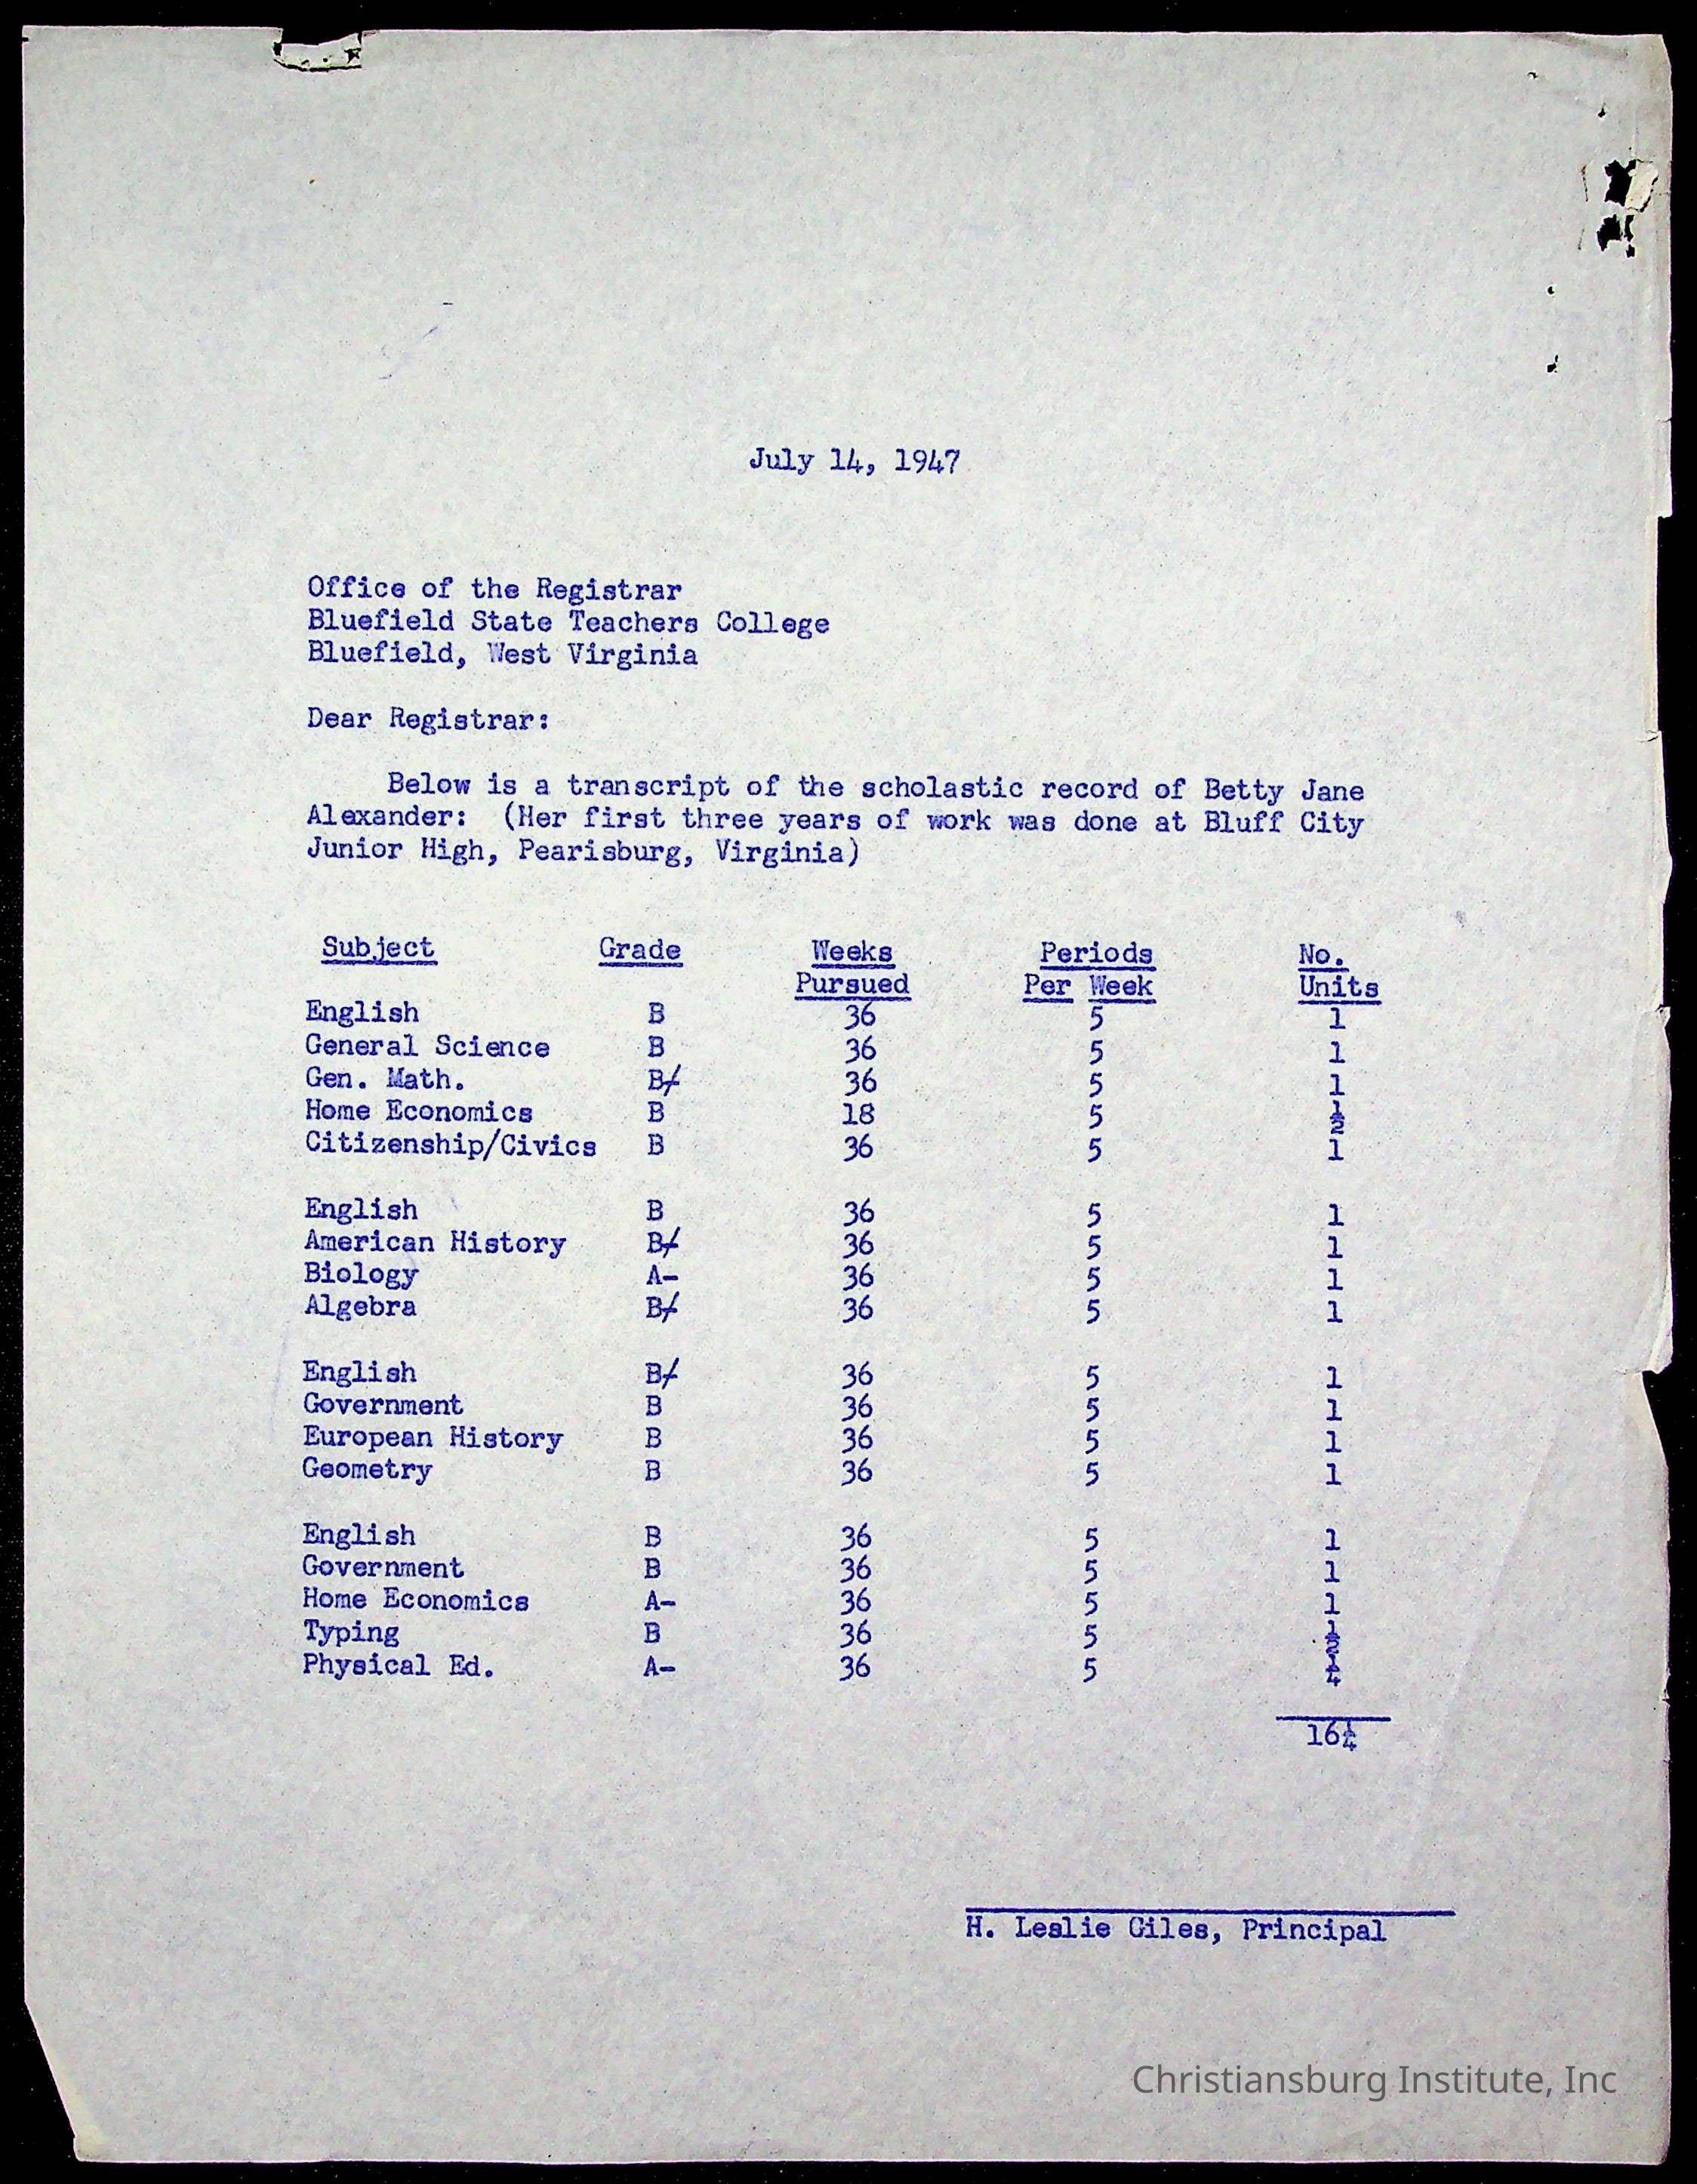 July 14, 1947
Office of the Registrar
Bluefield State Teachers College
Bluefield, West Virginia
Dear Registrar:
Below is a transcript of the scholastic record of Betty Jane
Alexander: (Her first three years of work was done at Bluff City
Junior High, Pearisburg, Virginia)
Subject Grade Weeks Periods No.
Pursued Per Week Units
English B 36 5 1
General Science B 36 5 1
Gen. Math. B/ 36 5 1
Home Economics B 18 5 ½
Citizenship/Civics B 36 5 1
English B 36 5 1
American History B/ 36 5 1
Biology A- 36 5 1
Algebra B/ 36 5 1
English B/ 36 5 1
Government B 36 5 1
European History B 36 5 1
Geometry B 36 5 1
English B 36 5 1
Government B 36 5 1
Home Economics A- 36 5 1
Typing B 36 5 ½
Physical Ed. A- 36 5 ¼
16¼
H. Leslie Giles, Principal
Christiansburg Institute, Inc